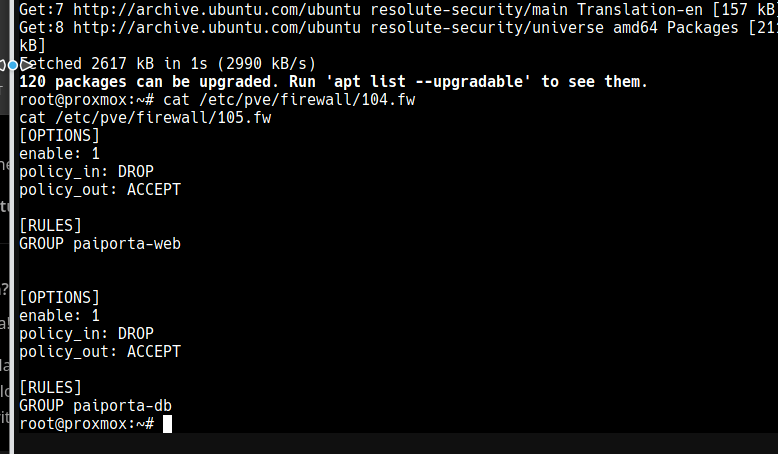 Get:7 http://archive.ubuntu.com/ubuntu resolute-security/main Translation-en [157 kB]
Get:8 http://archive.ubuntu.com/ubuntu resolute-security/universe amd64 Packages [21
kB]
Fetched 2617 kB in 1s (2990 kB/s)
120 packages can be upgraded. Run 'apt list --upgradable' to see them.
root@proxmox:~# cat /etc/pve/firewall/104.fw
cat /etc/pve/firewall/105.fw
[OPTIONS]
enable: 1
policy_in: DROP
policy_out: ACCEPT
[RULES]
GROUP paiporta-web
[OPTIONS]
enable: 1
policy_in: DROP
policy_out: ACCEPT
[RULES]
GROUP paiporta-db
root@proxmox:~#